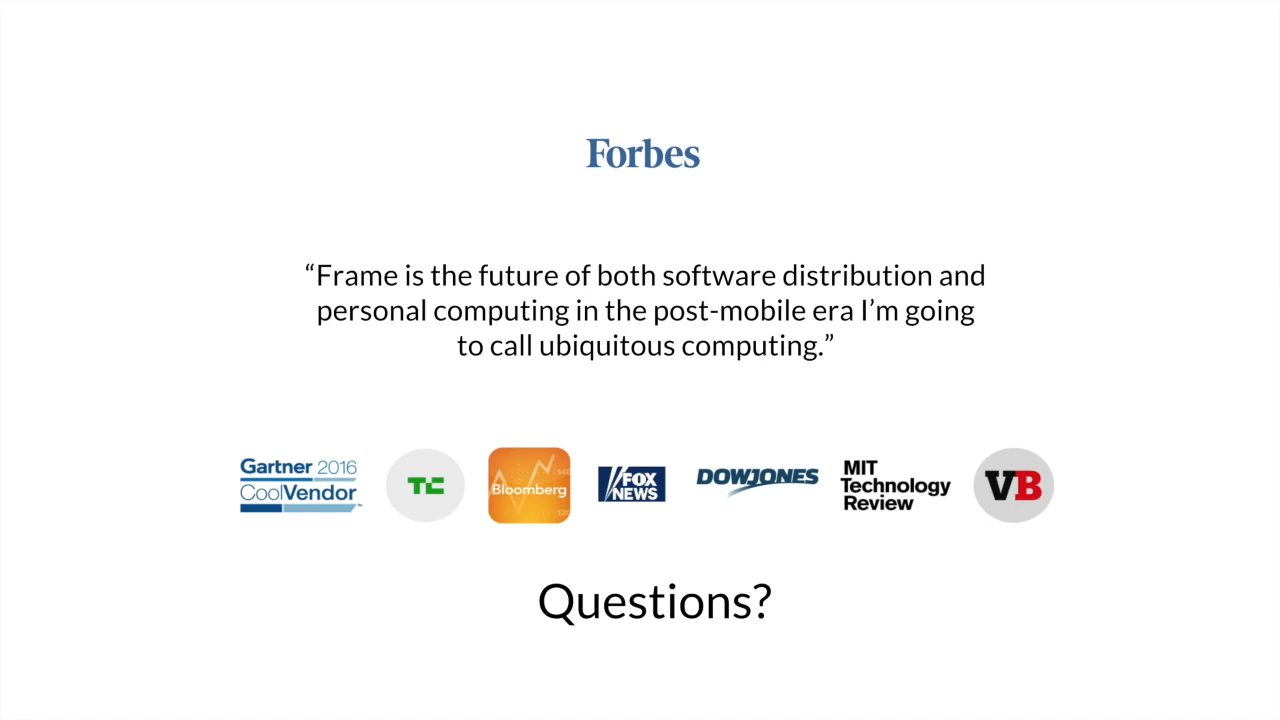 Forbes
“Frame is the future of both software distribution and
personal computing in the post-mobile era I’m going
to call ubiquitous computing.”
Gartner 2016
CoolVendor™
TC
Bloomberg
FOX
NEWS
DOWJONES
MIT
Technology
Review
VB
Questions?